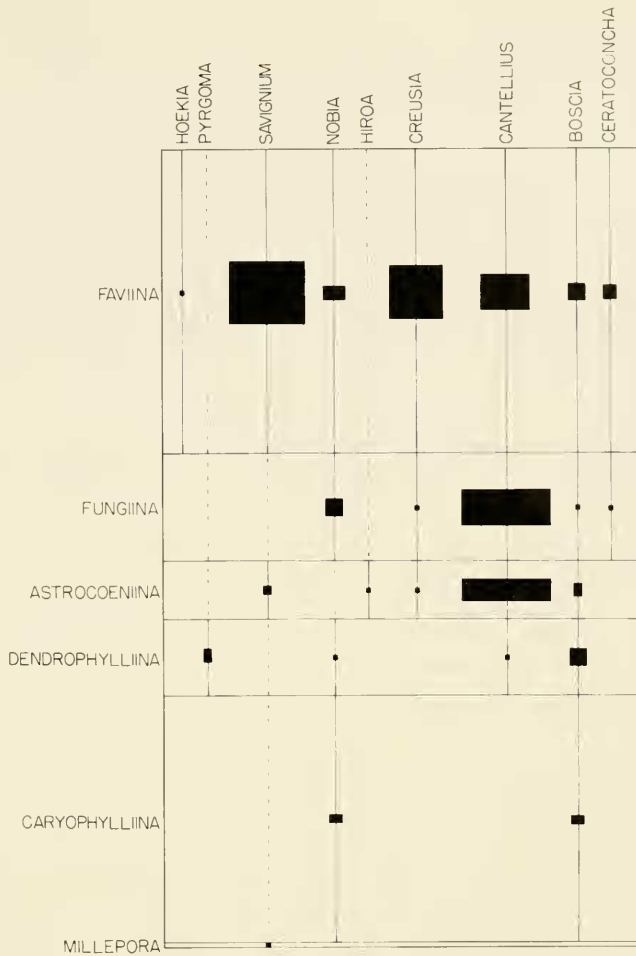 HOEKIA
PYRGOMA
SAVIGNIUM
NOBIA
HIROA
CREUSIA
CANTELLIUS
BOSCIA
CERATOCONCHA
FAVIINA
FUNGIINA
ASTROCOENIINA
DENDROPHYLLIINA
CARYOPHYLLIINA
MILLEPORA